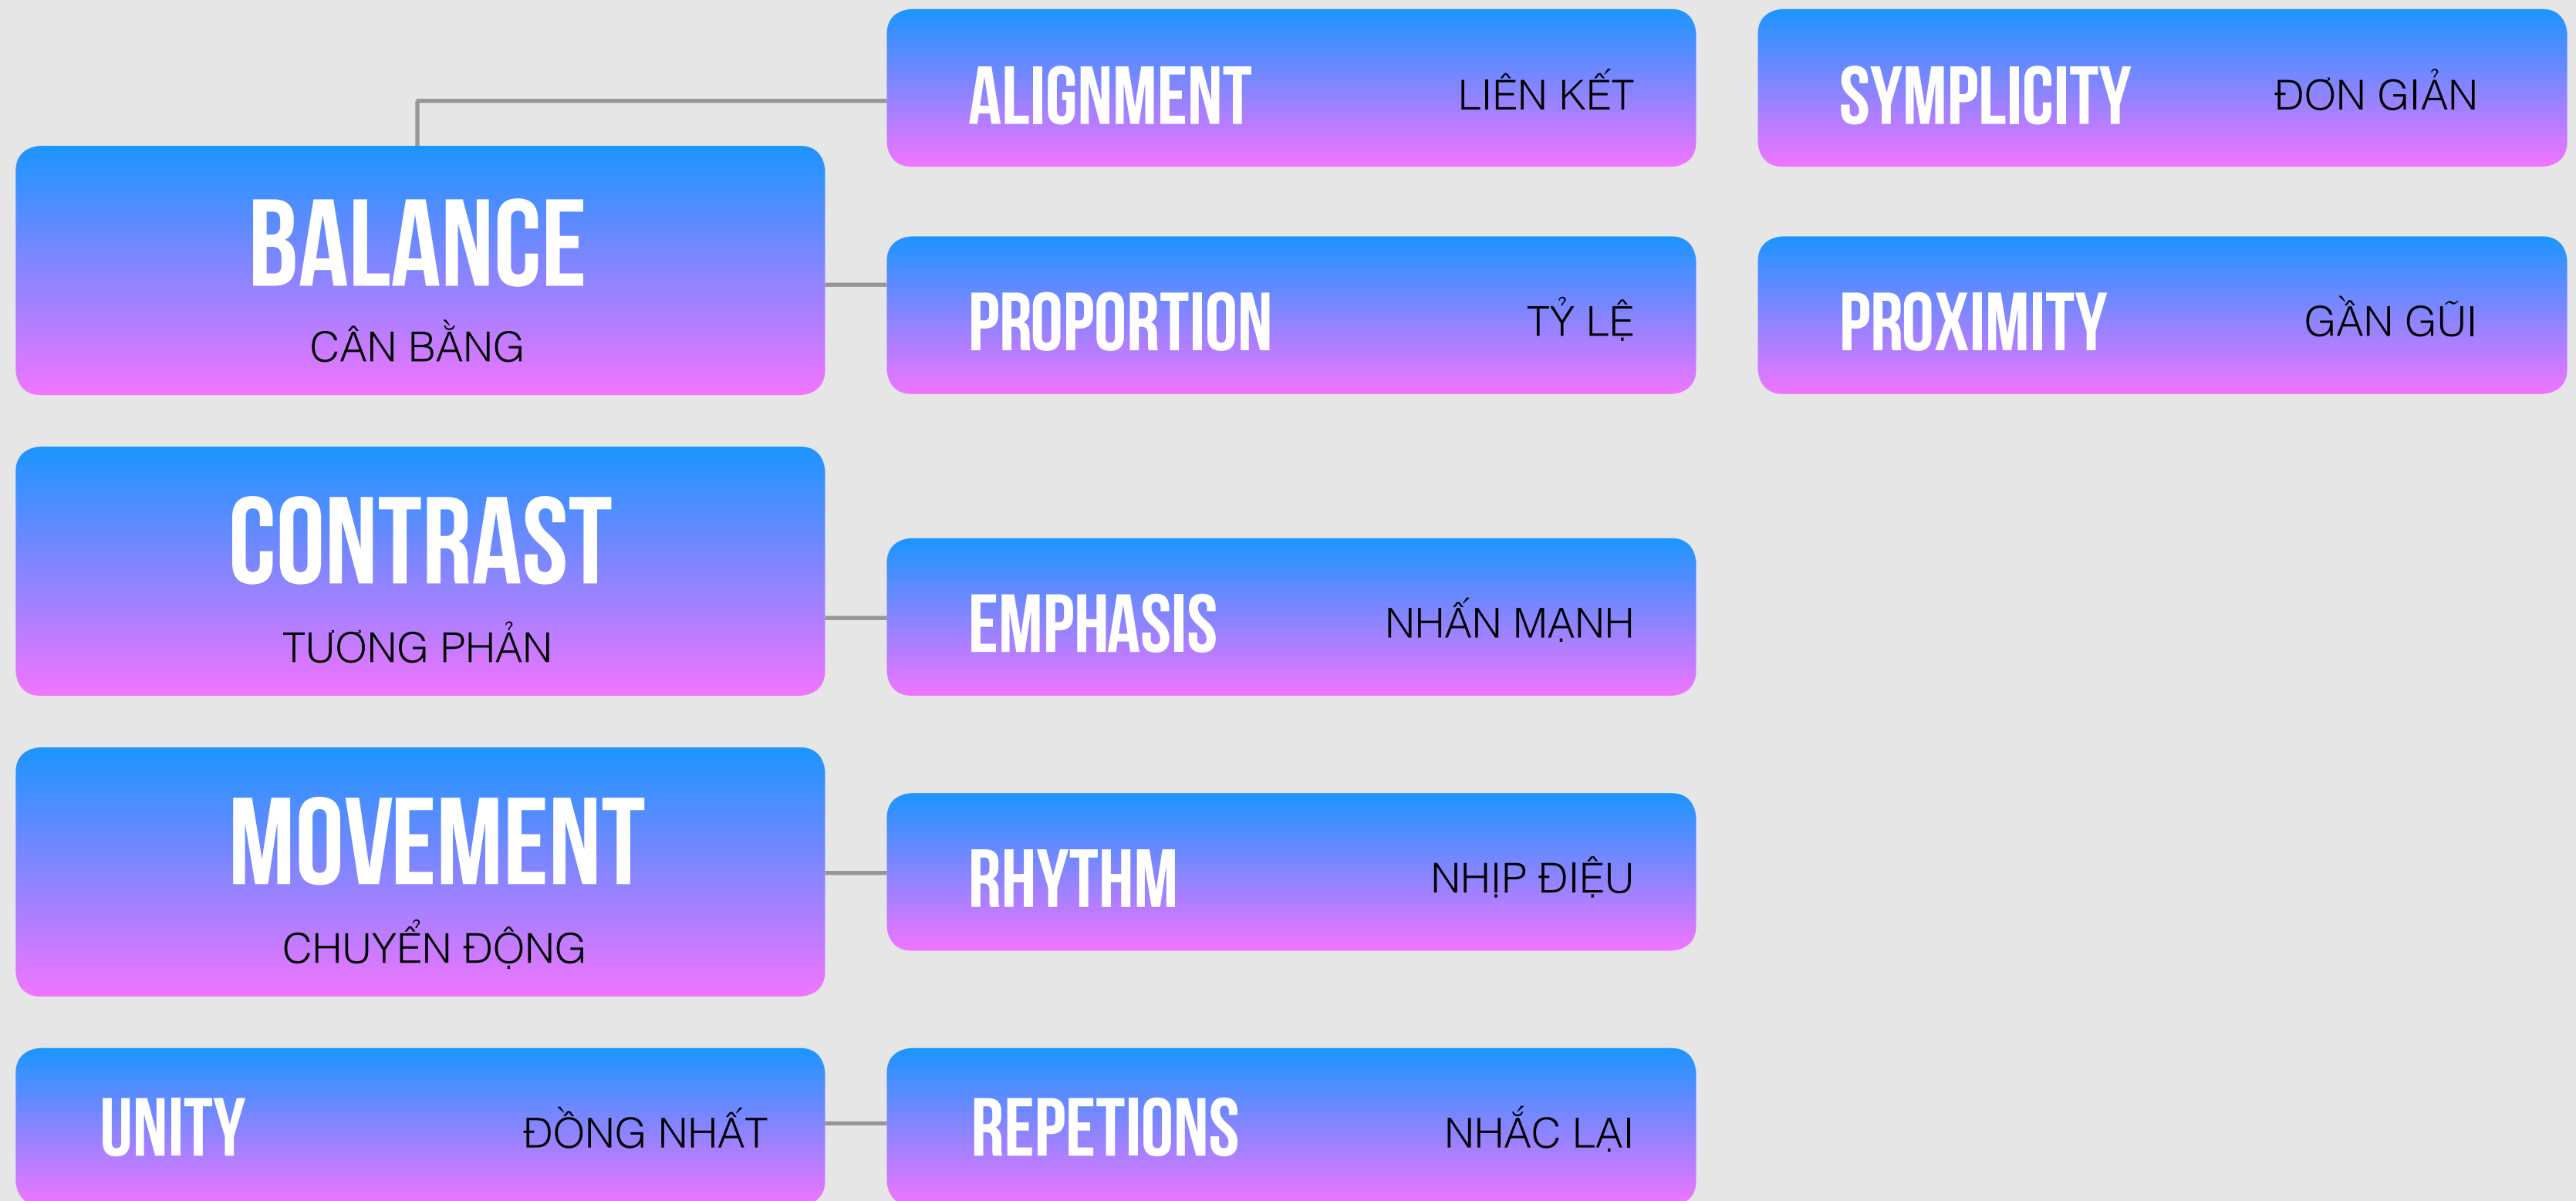 ALIGNMENT LIÊN KẾT
SYMPLICITY ĐƠN GIẢN
BALANCE
CÂN BẰNG
PROPORTION TỶ LỆ
PROXIMITY GẦN GŨI
CONTRAST
TƯƠNG PHẢN
EMPHASIS NHẤN MẠNH
MOVEMENT
CHUYỂN ĐỘNG
RHYTHM NHỊP ĐIỆU
UNITY ĐỒNG NHẤT
REPETIONS NHẮC LẠI